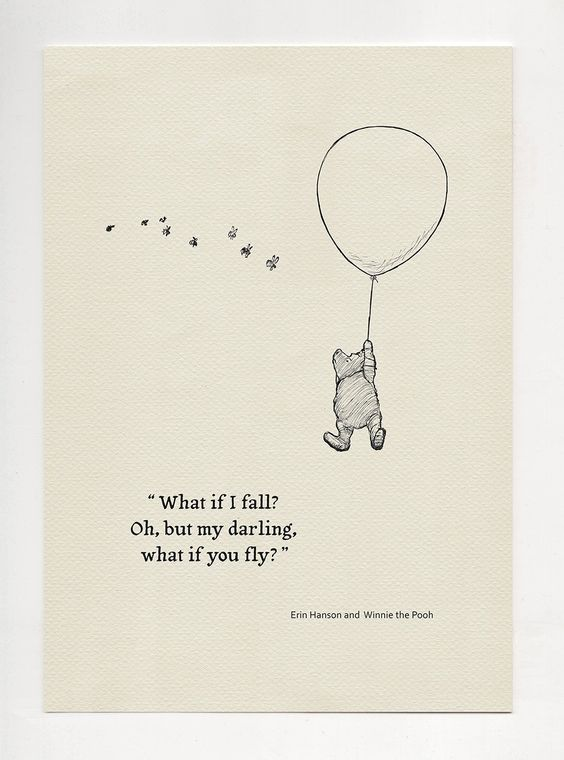 “ What if I fall?
Oh, but my darling,
what if you fly? ”
Erin Hanson and Winnie the Pooh